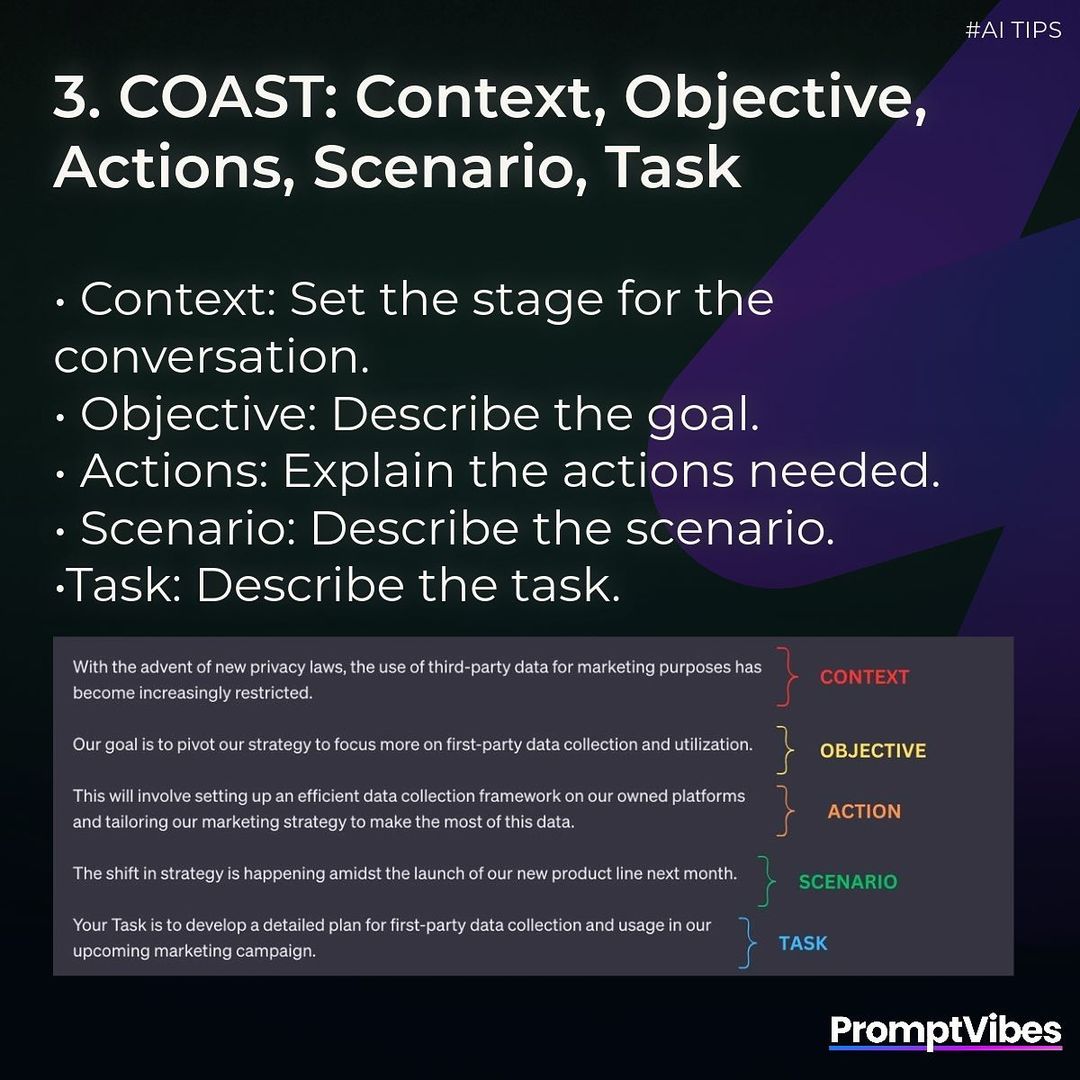 #AI TIPS
3. COAST: Context, Objective,
Actions, Scenario, Task
• Context: Set the stage for the
conversation.
• Objective: Describe the goal.
• Actions: Explain the actions needed.
• Scenario: Describe the scenario.
•Task: Describe the task.
With the advent of new privacy laws, the use of third-party data for marketing purposes has
become increasingly restricted.
CONTEXT
Our goal is to pivot our strategy to focus more on first-party data collection and utilization.
OBJECTIVE
This will involve setting up an efficient data collection framework on our owned platforms
and tailoring our marketing strategy to make the most of this data.
ACTION
The shift in strategy is happening amidst the launch of our new product line next month.
SCENARIO
Your Task is to develop a detailed plan for first-party data collection and usage in our
upcoming marketing campaign.
TASK
PromptVibes